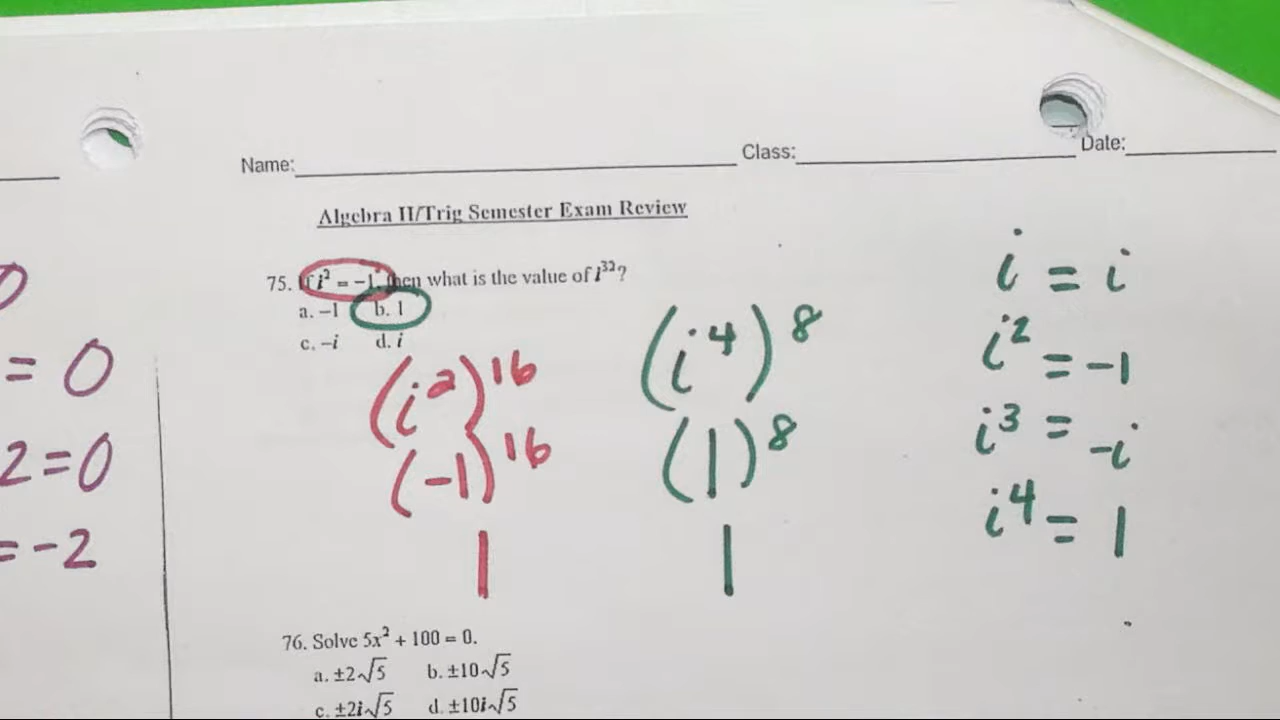 Name: Class: Date:
Algebra II/Trig Semester Exam Review
75. If i² = -1, then what is the value of i³²?
a. -1 b. 1
c. -i d. i
(i²)¹⁶
(-1)¹⁶
1
(i⁴)⁸
(1)⁸
1
i = i
i² = -1
i³ = -i
i⁴ = 1
0
= 0
2 = 0
= -2
76. Solve 5x² + 100 = 0.
a. ±2√5 b. ±10√5
c. ±2i√5 d. ±10i√5